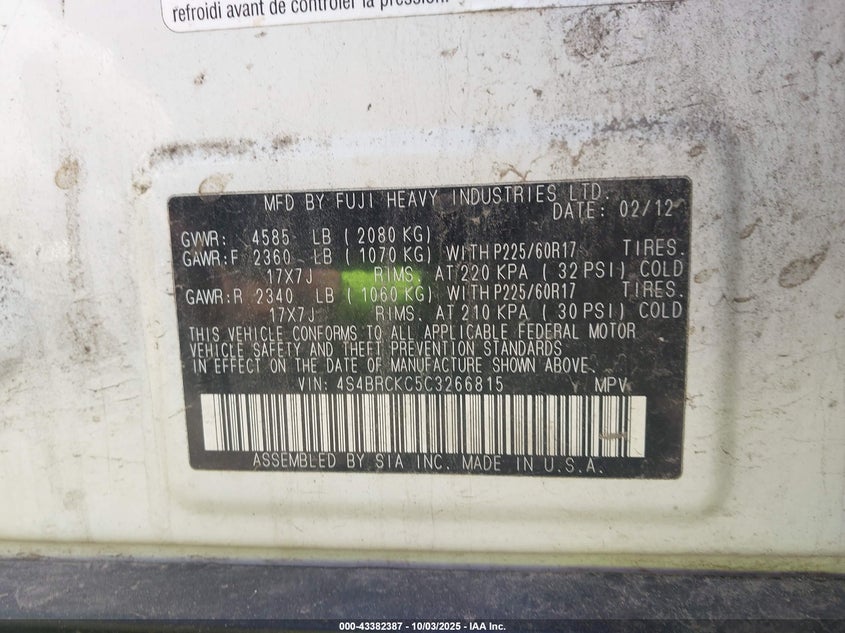 refroidi avant de contrôler la pression.
MFD BY FUJI HEAVY INDUSTRIES LTD.
DATE: 02/12
GVWR: 4585 LB ( 2080 KG)
GAWR:F 2360 LB ( 1070 KG) WITH P225/60R17 TIRES.
17X7J RIMS. AT 220 KPA ( 32 PSI) COLD
GAWR:R 2340 LB ( 1060 KG) WITH P225/60R17 TIRES.
17X7J RIMS. AT 210 KPA ( 30 PSI) COLD
THIS VEHICLE CONFORMS TO ALL APPLICABLE FEDERAL MOTOR
VEHICLE SAFETY AND THEFT PREVENTION STANDARDS
IN EFFECT ON THE DATE OF MANUFACTURE SHOWN ABOVE.
VIN: 4S4BRCKC5C3266815 Y MPV
ASSEMBLED BY SIA INC. MADE IN U.S.A.
000-43382387 - 10/03/2025 - IAA Inc.